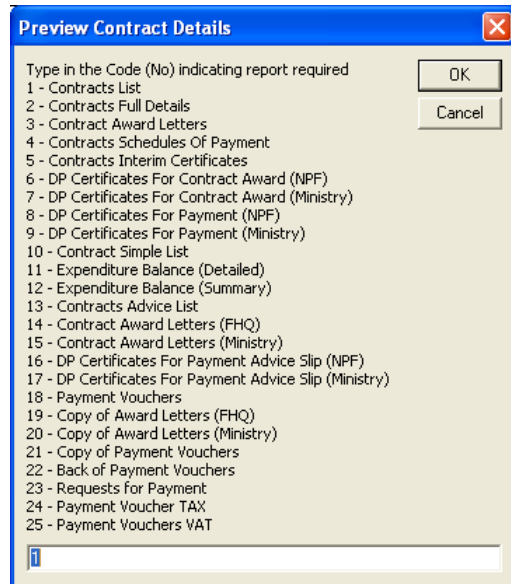 Preview Contract Details
Type in the Code (No) indicating report required
OK
1 - Contracts List
2 - Contracts Full Details
Cancel
3 - Contract Award Letters
4 - Contracts Schedules Of Payment
5 - Contracts Interim Certificates
6 - DP Certificates For Contract Award (NPF)
7 - DP Certificates For Contract Award (Ministry)
8 - DP Certificates For Payment (NPF)
9 - DP Certificates For Payment (Ministry)
10 - Contract Simple List
11 - Expenditure Balance (Detailed)
12 - Expenditure Balance (Summary)
13 - Contracts Advice List
14 - Contract Award Letters (FHQ)
15 - Contract Award Letters (Ministry)
16 - DP Certificates For Payment Advice Slip (NPF)
17 - DP Certificates For Payment Advice Slip (Ministry)
18 - Payment Vouchers
19 - Copy of Award Letters (FHQ)
20 - Copy of Award Letters (Ministry)
21 - Copy of Payment Vouchers
22 - Back of Payment Vouchers
23 - Requests for Payment
24 - Payment Voucher TAX
25 - Payment Vouchers VAT
1